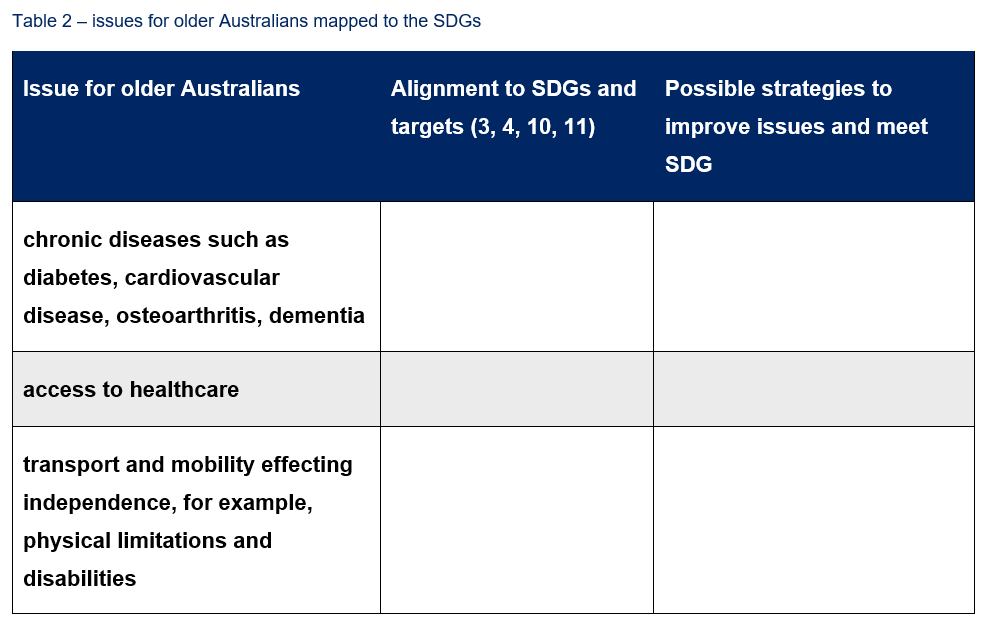 Table 2 – issues for older Australians mapped to the SDGs
Issue for older Australians
Alignment to SDGs and
targets (3, 4, 10, 11)
Possible strategies to
improve issues and meet
SDG
chronic diseases such as
diabetes, cardiovascular
disease, osteoarthritis, dementia
access to healthcare
transport and mobility effecting
independence, for example,
physical limitations and
disabilities